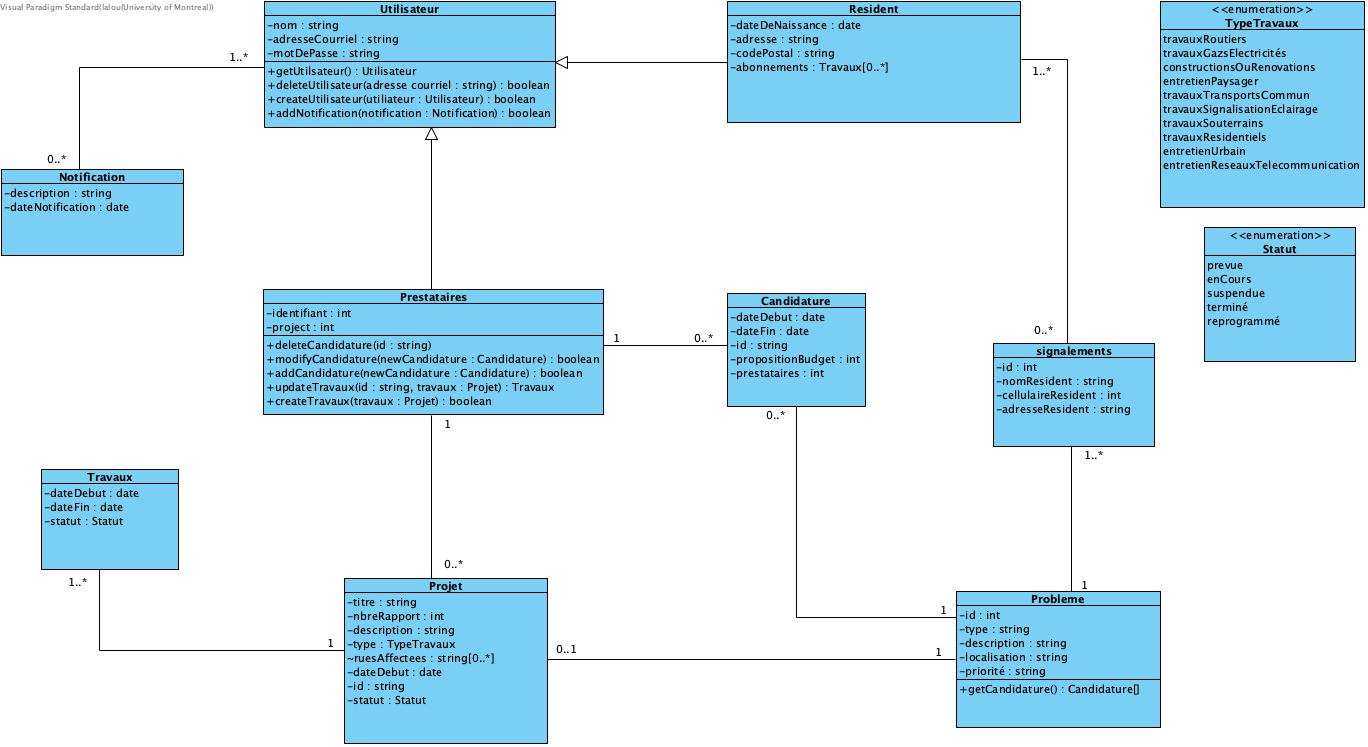 Visual Paradigm Standard(lalou(University of Montreal))
Utilisateur
-nom : string
-adresseCourriel : string
-motDePasse : string
+getUtilsateur() : Utilisateur
+deleteUtilisateur(adresse courriel : string) : boolean
+createUtilisateur(utiliateur : Utilisateur) : boolean
+addNotification(notification : Notification) : boolean
Resident
-dateDeNaissance : date
-adresse : string
-codePostal : string
-abonnements : Travaux[0..*]
<<enumeration>>
TypeTravaux
travauxRoutiers
travauxGazsElectricités
constructionsOuRenovations
entretienPaysager
travauxTransportsCommun
travauxSignalisationEclairage
travauxSouterrains
travauxResidentiels
entretienUrbain
entretienReseauxTelecommunication
1..*
0..*
1..*
0..*
Notification
-description : string
-dateNotification : date
<<enumeration>>
Statut
prevue
enCours
suspendue
terminé
reprogrammé
Prestataires
-identifiant : int
-project : int
+deleteCandidature(id : string)
+modifyCandidature(newCandidature : Candidature) : boolean
+addCandidature(newCandidature : Candidature) : boolean
+updateTravaux(id : string, travaux : Projet) : Travaux
+createTravaux(travaux : Projet) : boolean
1
0..*
Candidature
-dateDebut : date
-dateFin : date
-id : string
-propositionBudget : int
-prestataires : int
signalements
-id : int
-nomResident : string
-cellulaireResident : int
-adresseResident : string
1
0..*
0..*
1
1..*
1
Travaux
-dateDebut : date
-dateFin : date
-statut : Statut
1..*
1
Projet
-titre : string
-nbreRapport : int
-description : string
-type : TypeTravaux
~ruesAffectees : string[0..*]
-dateDebut : date
-id : string
-statut : Statut
0..1
1
Probleme
-id : int
-type : string
-description : string
-localisation : string
-priorité : string
+getCandidature() : Candidature[]